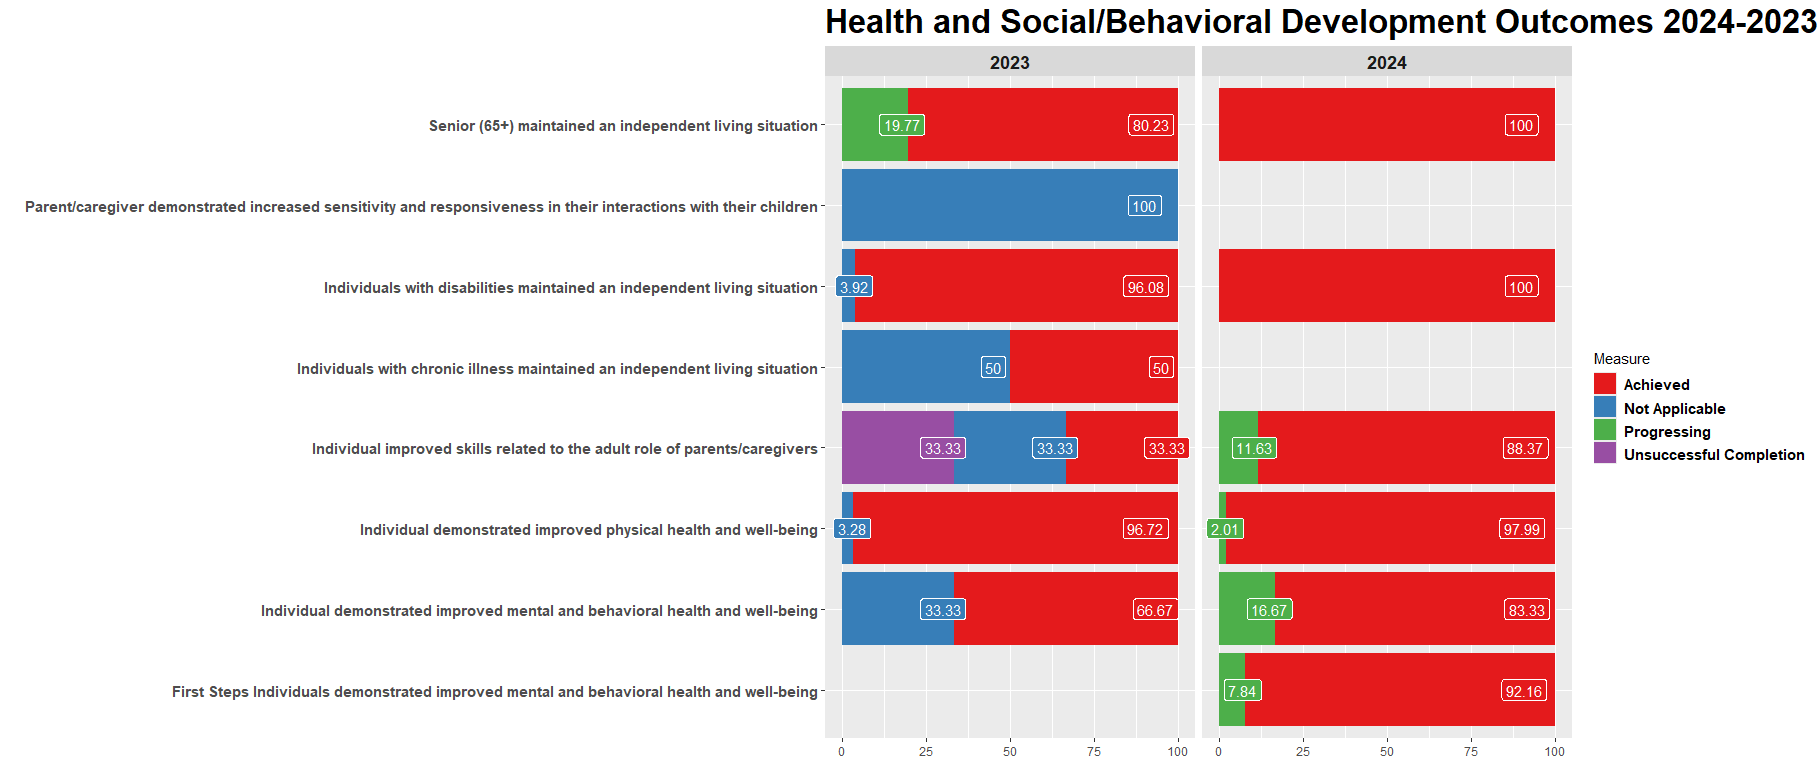 Health and Social/Behavioral Development Outcomes 2024-2023
2023
2024
Senior (65+) maintained an independent living situation
19.77
80.23
100
Parent/caregiver demonstrated increased sensitivity and responsiveness in their interactions with their children
100
Individuals with disabilities maintained an independent living situation
3.92
96.08
100
Individuals with chronic illness maintained an independent living situation
50
50
Individual improved skills related to the adult role of parents/caregivers
33.33
33.33
33.33
11.63
88.37
Individual demonstrated improved physical health and well-being
3.28
96.72
2.01
97.99
Individual demonstrated improved mental and behavioral health and well-being
33.33
66.67
16.67
83.33
First Steps Individuals demonstrated improved mental and behavioral health and well-being
7.84
92.16
0
25
50
75
100
0
25
50
75
100
Measure
Achieved
Not Applicable
Progressing
Unsuccessful Completion